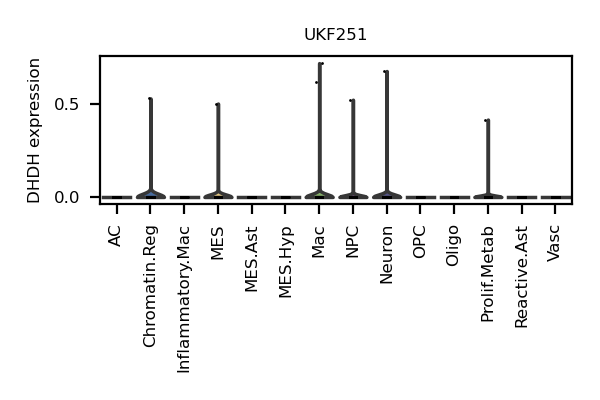 UKF251
DHDH expression
0.5
0.0
AC
Chromatin.Reg
Inflammatory.Mac
MES
MES.Ast
MES.Hyp
Mac
NPC
Neuron
OPC
Oligo
Prolif.Metab
Reactive.Ast
Vasc